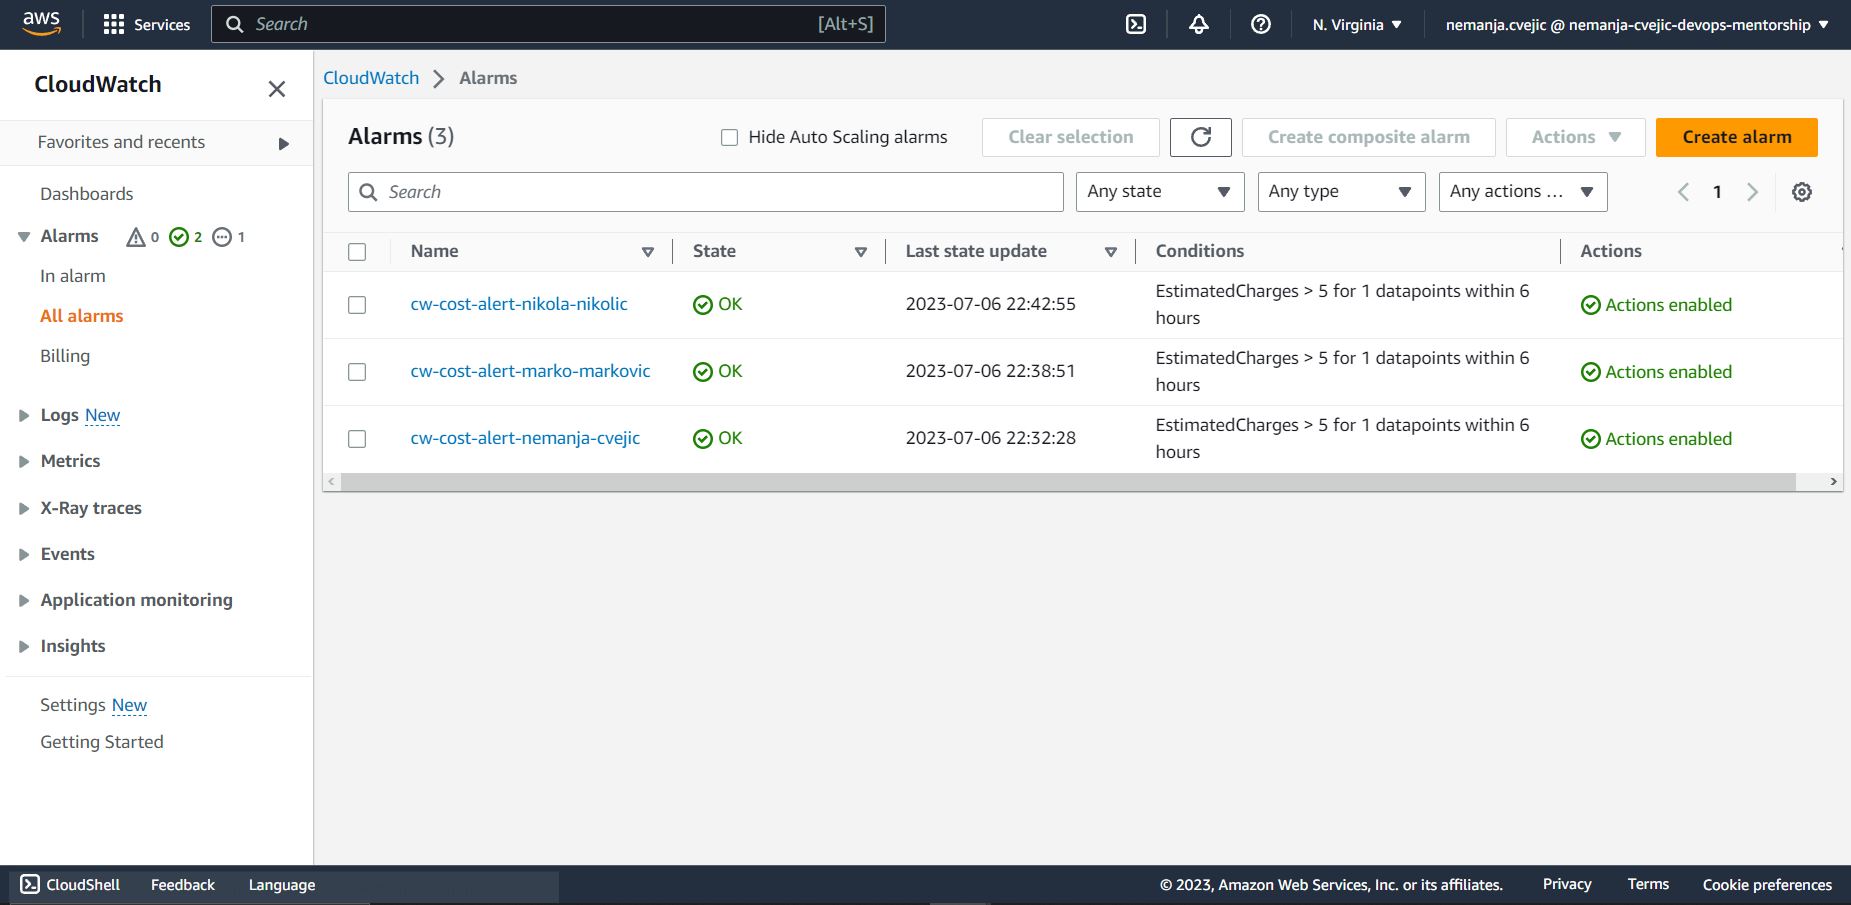 aws
Services
Search
[Alt+S]
N. Virginia
nemanja.cvejic @ nemanja-cvejic-devops-mentorship
CloudWatch
Favorites and recents
Dashboards
Alarms 0 2 1
In alarm
All alarms
Billing
Logs New
Metrics
X-Ray traces
Events
Application monitoring
Insights
Settings New
Getting Started
CloudWatch > Alarms
Alarms (3)
Hide Auto Scaling alarms
Clear selection
Create composite alarm
Actions
Create alarm
Search
Any state
Any type
Any actions ...
1
Name State Last state update Conditions Actions
cw-cost-alert-nikola-nikolic OK 2023-07-06 22:42:55 EstimatedCharges > 5 for 1 datapoints within 6 Actions enabled
hours
cw-cost-alert-marko-markovic OK 2023-07-06 22:38:51 EstimatedCharges > 5 for 1 datapoints within 6 Actions enabled
hours
cw-cost-alert-nemanja-cvejic OK 2023-07-06 22:32:28 EstimatedCharges > 5 for 1 datapoints within 6 Actions enabled
hours
CloudShell Feedback Language
© 2023, Amazon Web Services, Inc. or its affiliates. Privacy Terms Cookie preferences